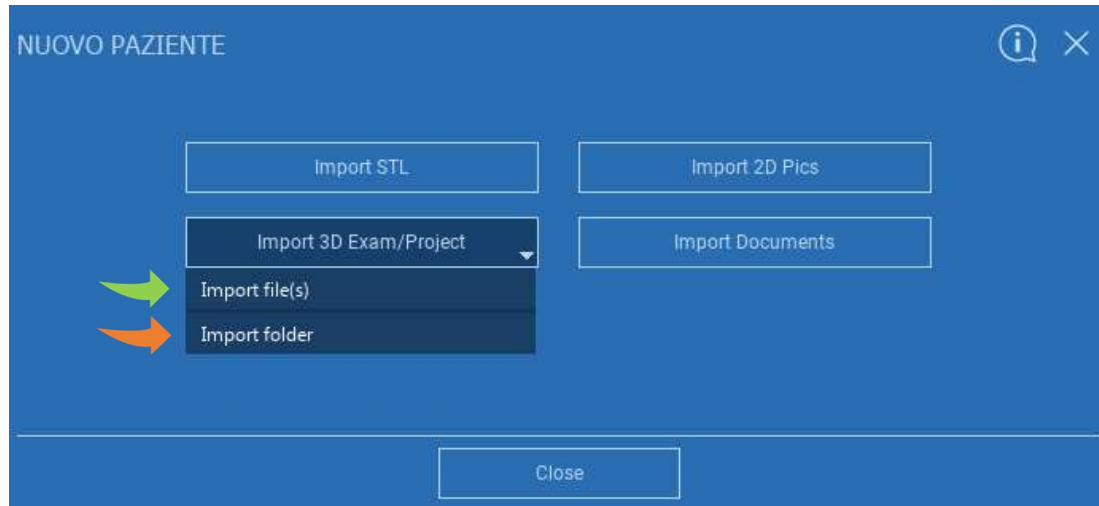 NUOVO PAZIENTE
Import STL
Import 2D Pics
Import 3D Exam/Project
Import Documents
Import file(s)
Import folder
Close